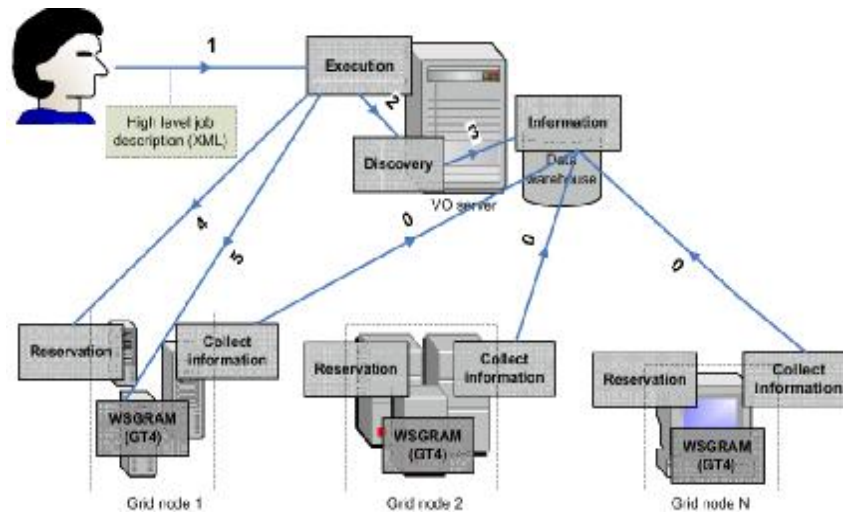 1
Execution
High level job
description (XML)
2
3
Information
Discovery
Data
warehouse
VO server
4
5
0
0
0
Reservation
Collect
information
WSGRAM
(GT4)
Grid node 1
Reservation
Collect
information
WSGRAM
(GT4)
Grid node 2
Reservation
Collect
Information
WSGRAM
(GT4)
Grid node N